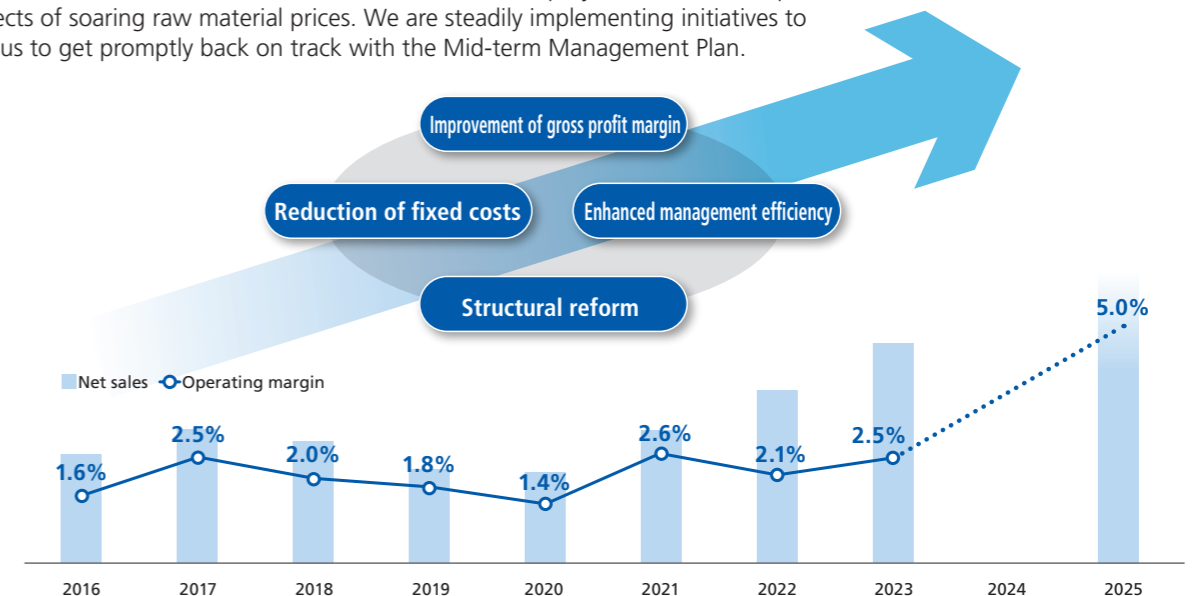 of soaring raw material prices. We are steadily implementing initiatives to
us to get promptly back on track with the Mid-term Management Plan.
Improvement of gross profit margin
Reduction of fixed costs
Enhanced management efficiency
Structural reform
5.0%
Net sales
Operating margin
1.6%
2.5%
2.0%
1.8%
1.4%
2.6%
2.1%
2.5%
2016
2017
2018
2019
2020
2021
2022
2023
2024
2025